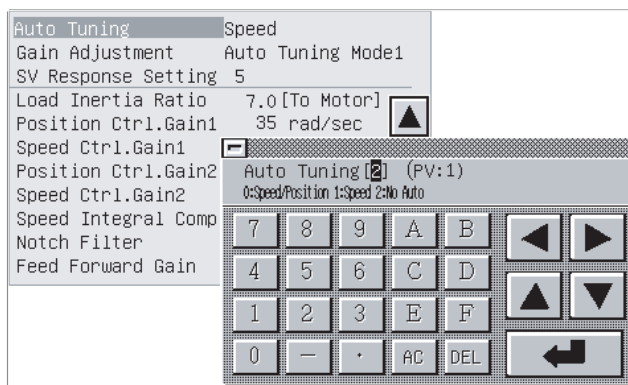 Auto Tuning Speed
Gain Adjustment Auto Tuning Mode1
SV Response Setting 5
Load Inertia Ratio 7.0[To Motor]
Position Ctrl.Gain1 35 rad/sec
Speed Ctrl.Gain1
Position Ctrl.Gain2
Speed Ctrl.Gain2
Speed Integral Comp
Notch Filter
Feed Forward Gain
Auto Tuning[2] (PV:1)
0:Speed/Position 1:Speed 2:No Auto
7 8 9 A B
4 5 6 C D
1 2 3 E F
0 — · AC DEL